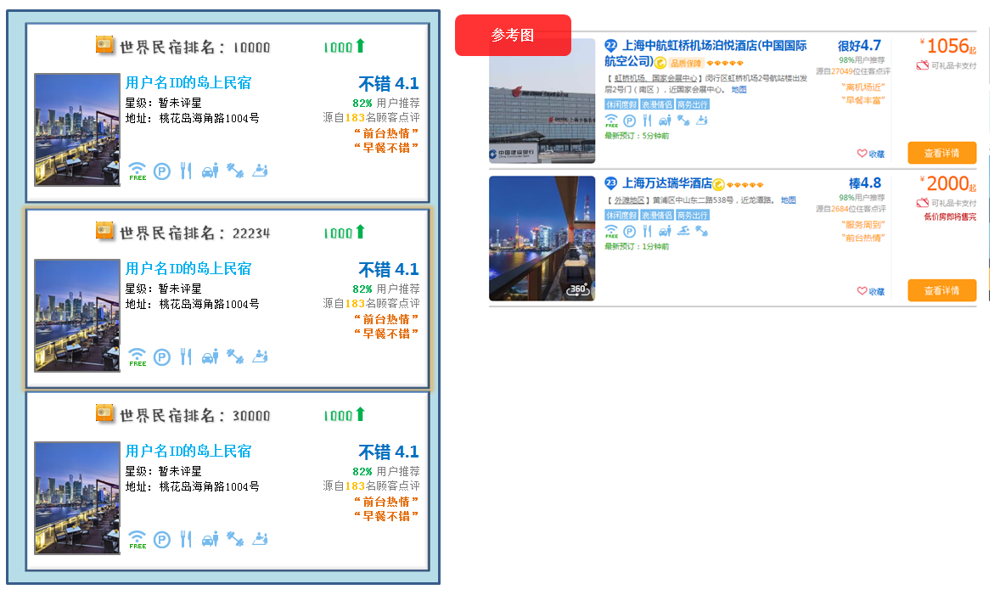 世界民宿排名：10000
1000
用户名ID的岛上民宿
不错 4.1
星级：暂未评星
82% 用户推荐
地址：桃花岛海角路1004号
源自183名顾客点评
“前台热情”
“早餐不错”
FREE
P
世界民宿排名：22234
1000
用户名ID的岛上民宿
不错 4.1
星级：暂未评星
82% 用户推荐
地址：桃花岛海角路1004号
源自183名顾客点评
“前台热情”
“早餐不错”
FREE
P
世界民宿排名：30000
1000
用户名ID的岛上民宿
不错 4.1
星级：暂未评星
82% 用户推荐
地址：桃花岛海角路1004号
源自183名顾客点评
“前台热情”
“早餐不错”
FREE
P
参考图
22 上海中航虹桥机场泊悦酒店(中国国际
航空公司) 品质保障
很好4.7
¥1056起
98%用户推荐
可礼品卡支付
源自27049位住客点评
【 虹桥机场、国家会展中心 】闵行区虹桥机场2号航站楼出发
层2号门（南区），近国家会展中心。 地图
“离机场近”
“早餐丰富”
休闲度假 浪漫情侣 商务出行
FREE
P
最新预订：5分钟前
中国建设银行
China Construction Bank
收藏
查看详情
23 上海万达瑞华酒店
棒4.8
¥2000起
98%用户推荐
可礼品卡支付
【 外滩地区 】黄浦区中山东二路538号，近龙潭路。 地图
源自2684位住客点评
低价房即将售完
休闲度假 浪漫情侣 商务出行
“服务周到”
“前台热情”
FREE
P
最新预订：1分钟前
360°
收藏
查看详情